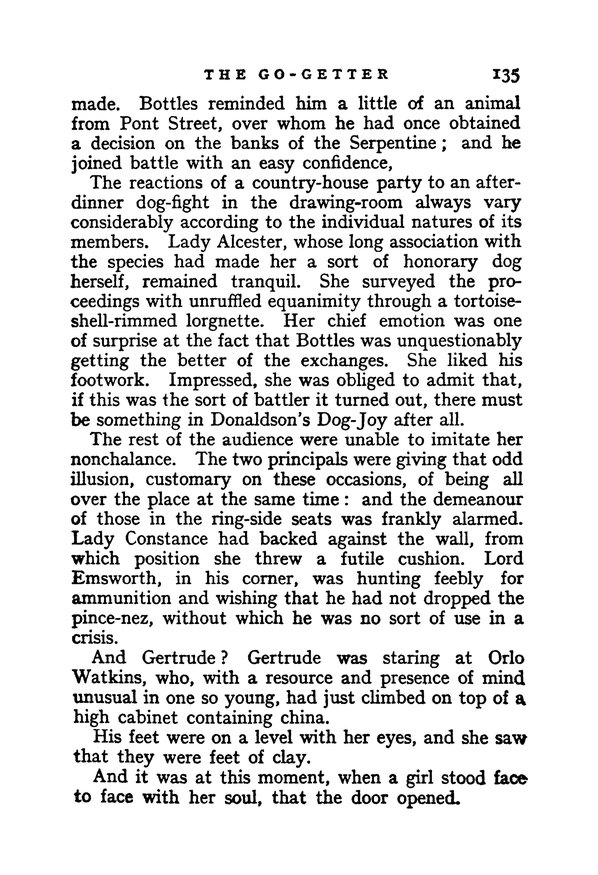 THE GO-GETTER 135
made. Bottles reminded him a little of an animal
from Pont Street, over whom he had once obtained
a decision on the banks of the Serpentine ; and he
joined battle with an easy confidence,
The reactions of a country-house party to an after-
dinner dog-fight in the drawing-room always vary
considerably according to the individual natures of its
members. Lady Alcester, whose long association with
the species had made her a sort of honorary dog
herself, remained tranquil. She surveyed the pro-
ceedings with unruffled equanimity through a tortoise-
shell-rimmed lorgnette. Her chief emotion was one
of surprise at the fact that Bottles was unquestionably
getting the better of the exchanges. She liked his
footwork. Impressed, she was obliged to admit that,
if this was the sort of battler it turned out, there must
be something in Donaldson's Dog-Joy after all.
The rest of the audience were unable to imitate her
nonchalance. The two principals were giving that odd
illusion, customary on these occasions, of being all
over the place at the same time : and the demeanour
of those in the ring-side seats was frankly alarmed.
Lady Constance had backed against the wall, from
which position she threw a futile cushion. Lord
Emsworth, in his corner, was hunting feebly for
ammunition and wishing that he had not dropped the
pince-nez, without which he was no sort of use in a
crisis.
And Gertrude ? Gertrude was staring at Orlo
Watkins, who, with a resource and presence of mind
unusual in one so young, had just climbed on top of a
high cabinet containing china.
His feet were on a level with her eyes, and she saw
that they were feet of clay.
And it was at this moment, when a girl stood face
to face with her soul, that the door opened.